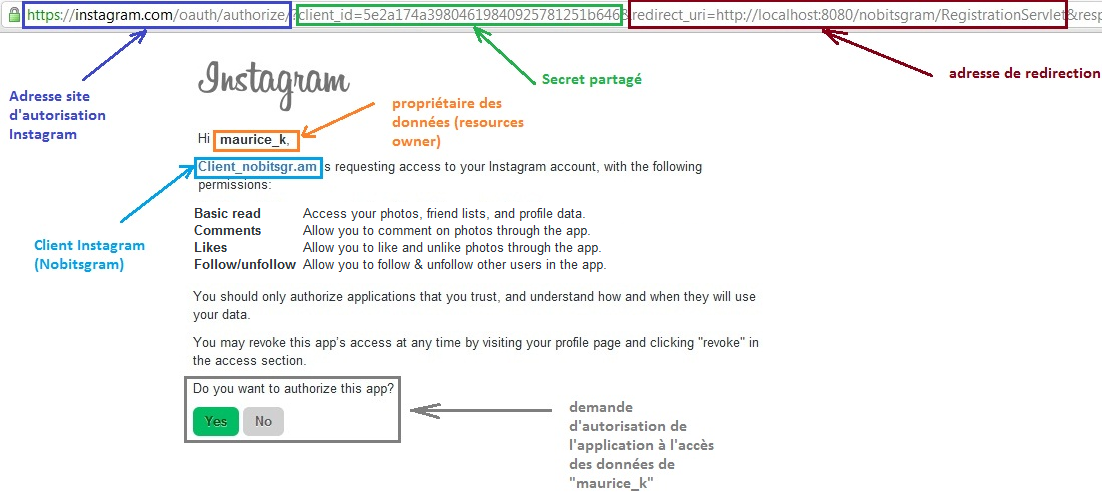 https://instagram.com/oauth/authorize/?client_id=5e2a174a3980461984092578​1251b646&redirect_uri=http://localhost:8080/nobitsgram/RegistrationServlet&resp
Secret partagé
adresse de redirection
Adresse site
d'autorisation
Instagram
Instagram
propriétaire des
données (resources
owner)
Hi maurice_k,
Client_nobitsgr.am s requesting access to your Instagram account, with the following
permissions:
Client Instagram
(Nobitsgram)
Basic read Access your photos, friend lists, and profile data.
Comments Allow you to comment on photos through the app.
Likes Allow you to like and unlike photos through the app.
Follow/unfollow Allow you to follow & unfollow other users in the app.
You should only authorize applications that you trust, and understand how and when they will use
your data.
You may revoke this app's access at any time by visiting your profile page and clicking "revoke" in
the access section.
Do you want to authorize this app?
Yes No
demande
d'autorisation de
l'application à l'accès
des données de
"maurice_k"